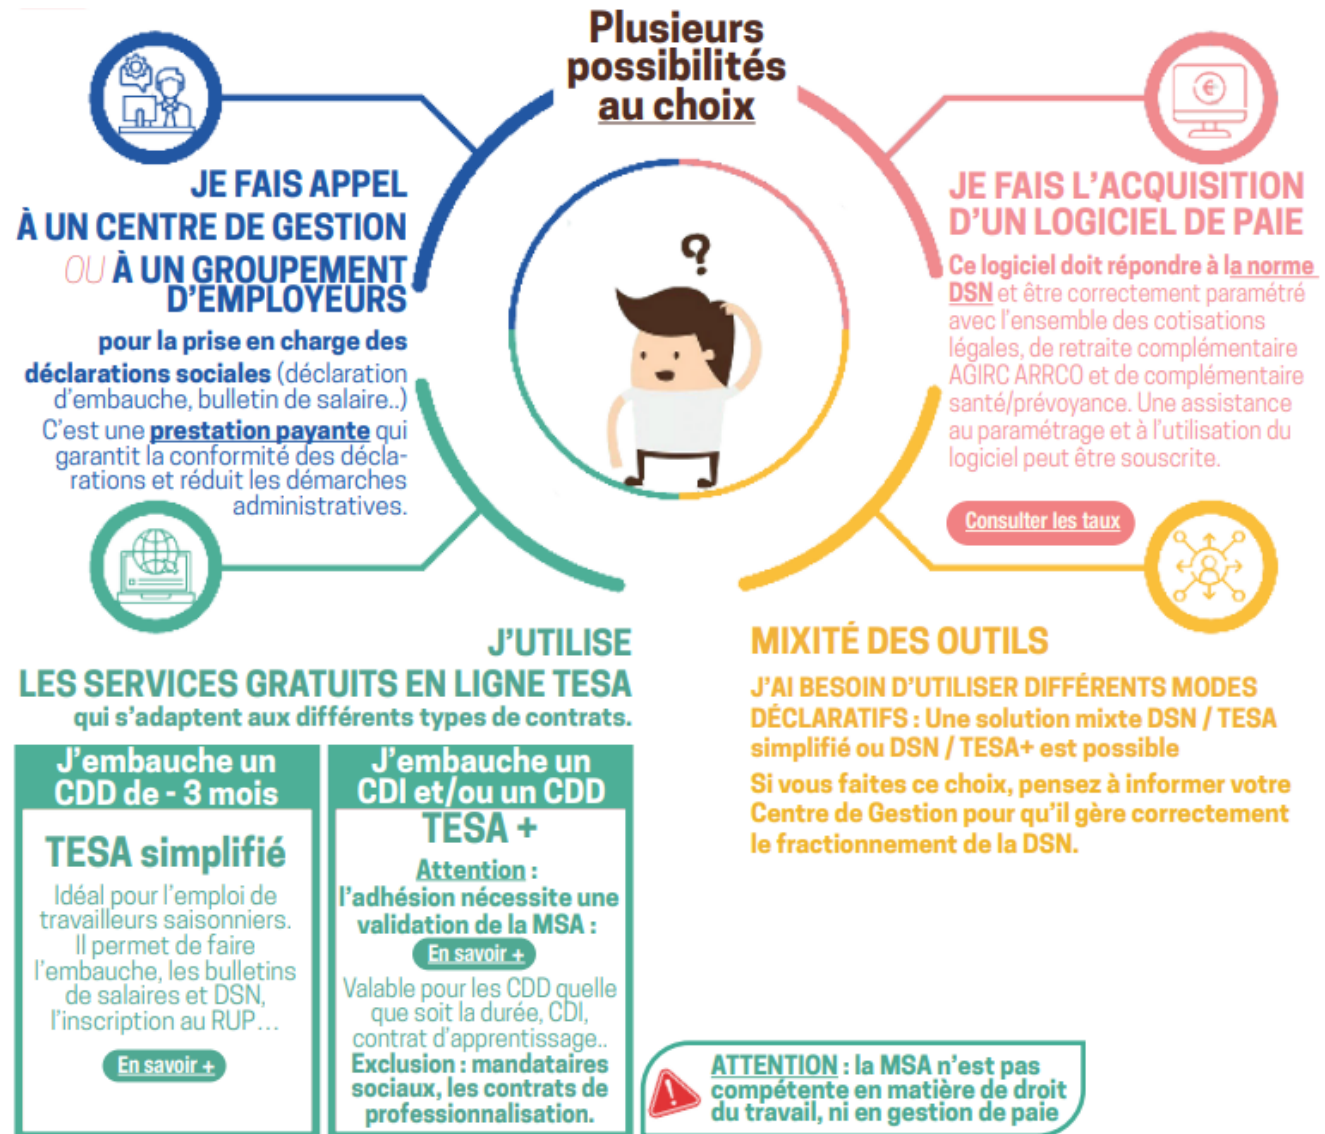 Plusieurs
possibilités
au choix
JE FAIS APPEL
À UN CENTRE DE GESTION
OU À UN GROUPEMENT
D'EMPLOYEURS
pour la prise en charge des
déclarations sociales (déclaration
d'embauche, bulletin de salaire..)
C'est une prestation payante qui
garantit la conformité des décla-
rations et réduit les démarches
administratives.
JE FAIS L'ACQUISITION
D'UN LOGICIEL DE PAIE
Ce logiciel doit répondre à la norme
DSN et être correctement paramétré
avec l'ensemble des cotisations
légales, de retraite complémentaire
AGIRC ARRCO et de complémentaire
santé/prévoyance. Une assistance
au paramétrage et à l'utilisation du
logiciel peut être souscrite.
Consulter les taux
J'UTILISE
LES SERVICES GRATUITS EN LIGNE TESA
qui s'adaptent aux différents types de contrats.
J'embauche un
CDD de - 3 mois
TESA simplifié
Idéal pour l'emploi de
travailleurs saisonniers.
Il permet de faire
l'embauche, les bulletins
de salaires et DSN,
l'inscription au RUP...
En savoir +
J'embauche un
CDI et/ou un CDD
TESA +
Attention :
l'adhésion nécessite une
validation de la MSA :
En savoir +
Valable pour les CDD quelle
que soit la durée, CDI,
contrat d'apprentissage..
Exclusion : mandataires
sociaux, les contrats de
professionnalisation.
MIXITÉ DES OUTILS
J'AI BESOIN D'UTILISER DIFFÉRENTS MODES
DÉCLARATIFS : Une solution mixte DSN / TESA
simplifié ou DSN / TESA+ est possible
Si vous faites ce choix, pensez à informer votre
Centre de Gestion pour qu'il gère correctement
le fractionnement de la DSN.
ATTENTION : la MSA n'est pas
compétente en matière de droit
du travail, ni en gestion de paie